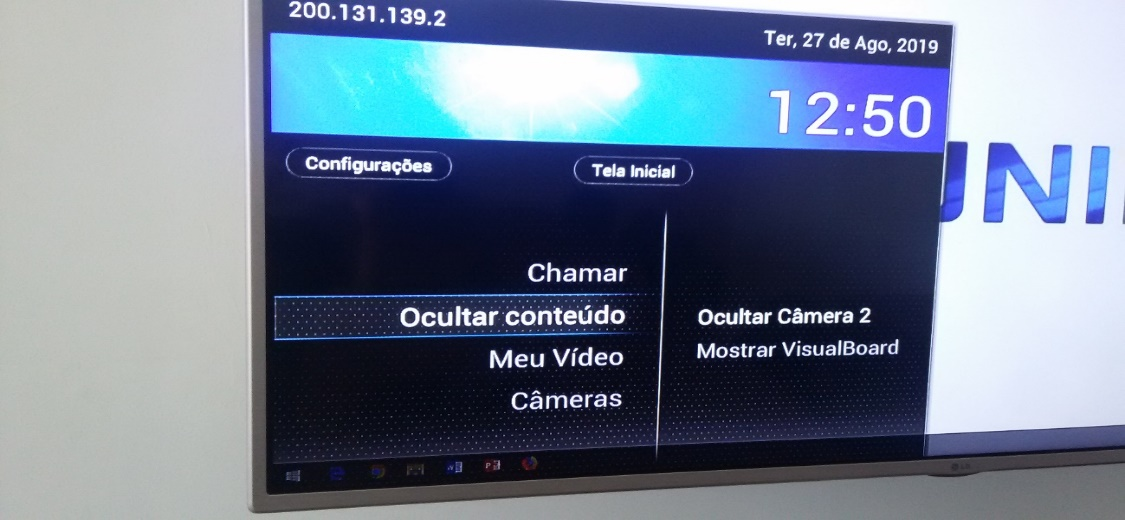 200.131.139.2
Ter, 27 de Ago, 2019
12:50
Configurações
Tela Inicial
Chamar
Ocultar conteúdo
Meu Vídeo
Câmeras
Ocultar Câmera 2
Mostrar VisualBoard
UNI
LG